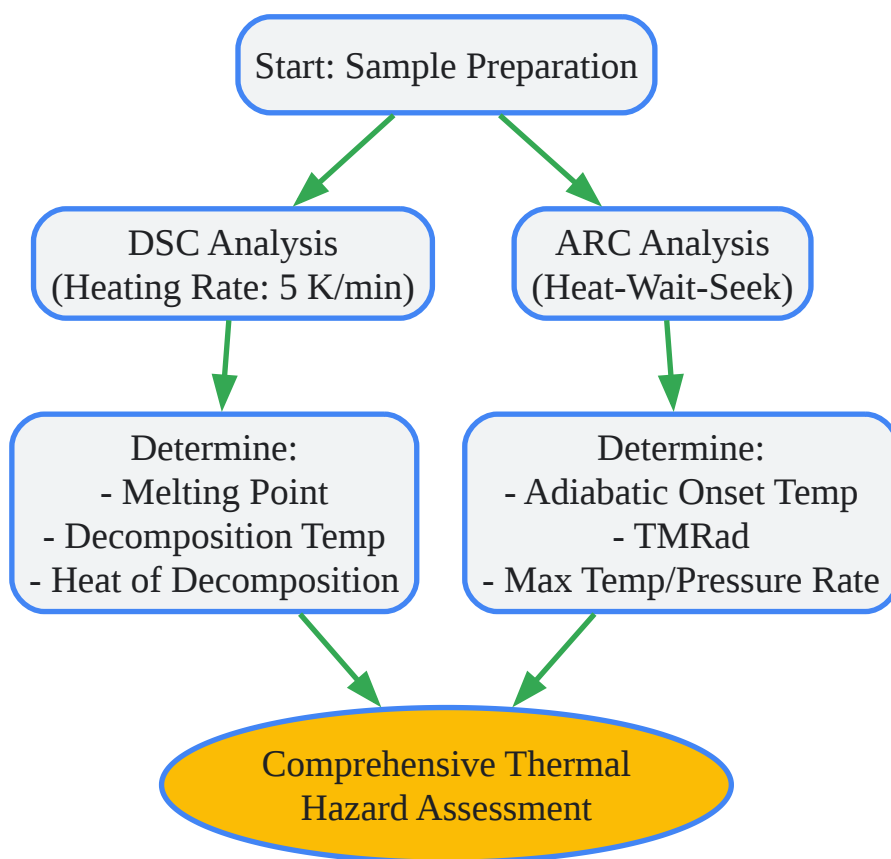 Start: Sample Preparation
DSC Analysis
(Heating Rate: 5 K/min)
ARC Analysis
(Heat-Wait-Seek)
Determine:
- Melting Point
- Decomposition Temp
- Heat of Decomposition
Determine:
- Adiabatic Onset Temp
- TMRad
- Max Temp/Pressure Rate
Comprehensive Thermal
Hazard Assessment